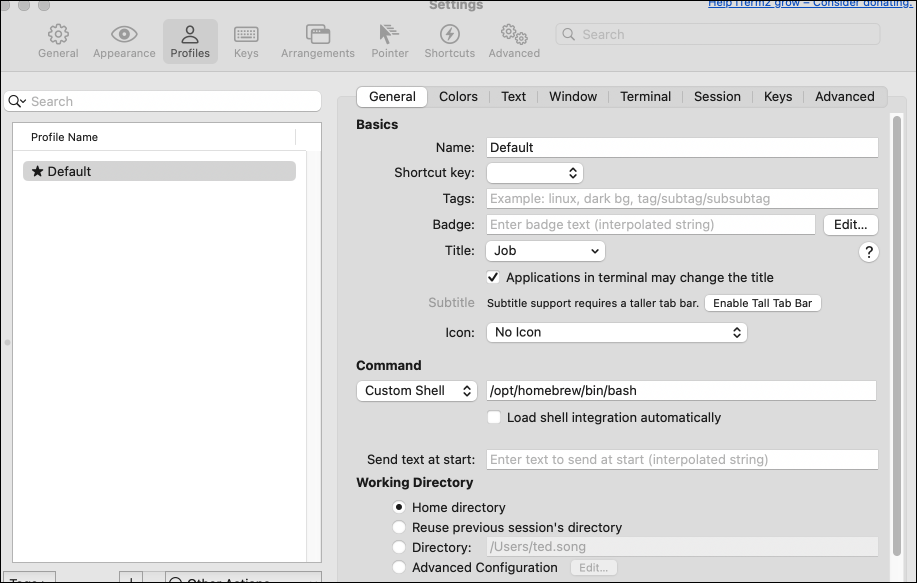 Settings
Help iTerm2 grow – Consider donating.
General
Appearance
Profiles
Keys
Arrangements
Pointer
Shortcuts
Advanced
Search
Search
Profile Name
★ Default
General
Colors
Text
Window
Terminal
Session
Keys
Advanced
Basics
Name: Default
Shortcut key:
Tags: Example: linux, dark bg, tag/subtag/subsubtag
Badge: Enter badge text (interpolated string) Edit...
Title: Job ?
Applications in terminal may change the title
Subtitle Subtitle support requires a taller tab bar. Enable Tall Tab Bar
Icon: No Icon
Command
Custom Shell /opt/homebrew/bin/bash
Load shell integration automatically
Send text at start: Enter text to send at start (interpolated string)
Working Directory
Home directory
Reuse previous session's directory
Directory: /Users/ted.song
Advanced Configuration Edit...
Tags
Other Actions